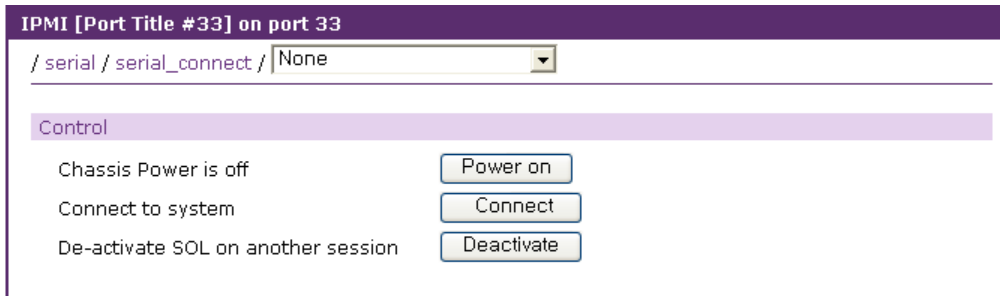 IPMI [Port Title #33] on port 33
/ serial / serial_connect / None
Control
Chassis Power is off Power on
Connect to system Connect
De-activate SOL on another session Deactivate